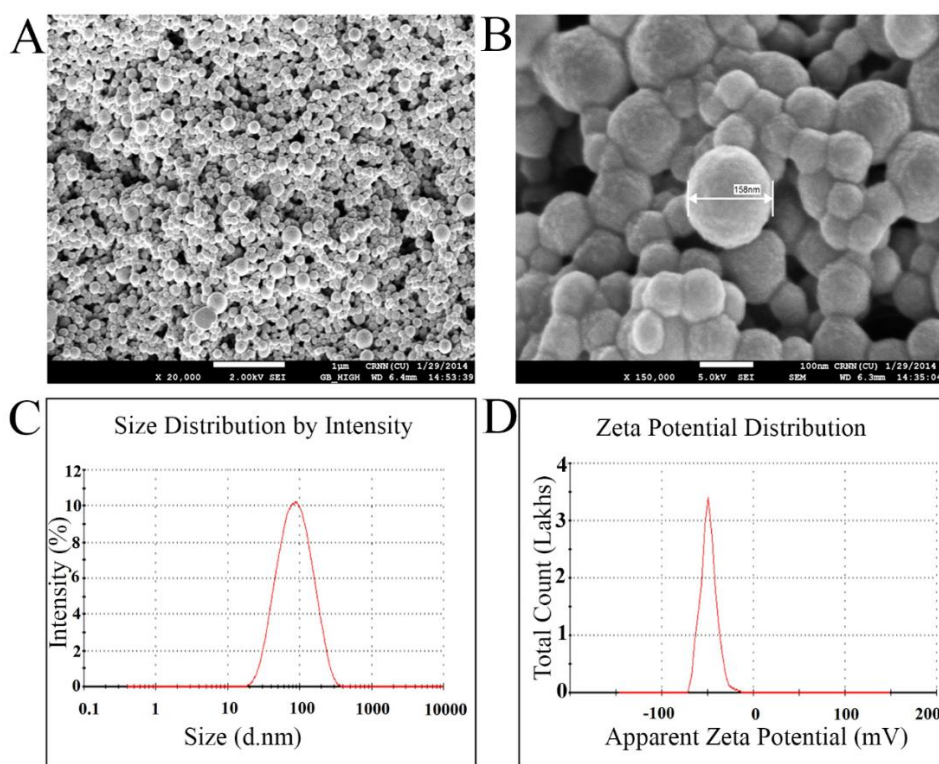 A
1µm CRNN(CU) 1/29/2014
X 20,000 2.00kV SEI GB_HIGH WD 6.4mm 14:53:39
B
158nm
100nm CRNN(CU) 1/29/2014
X 150,000 5.0kV SEI SEM WD 6.3mm 14:35:04
C
Size Distribution by Intensity
Intensity (%)
12
10
8
6
4
2
0
0.1 1 10 100 1000 10000
Size (d.nm)
D
Zeta Potential Distribution
Total Count (Lakhs)
4
3
2
1
0
-100 0 100 200
Apparent Zeta Potential (mV)